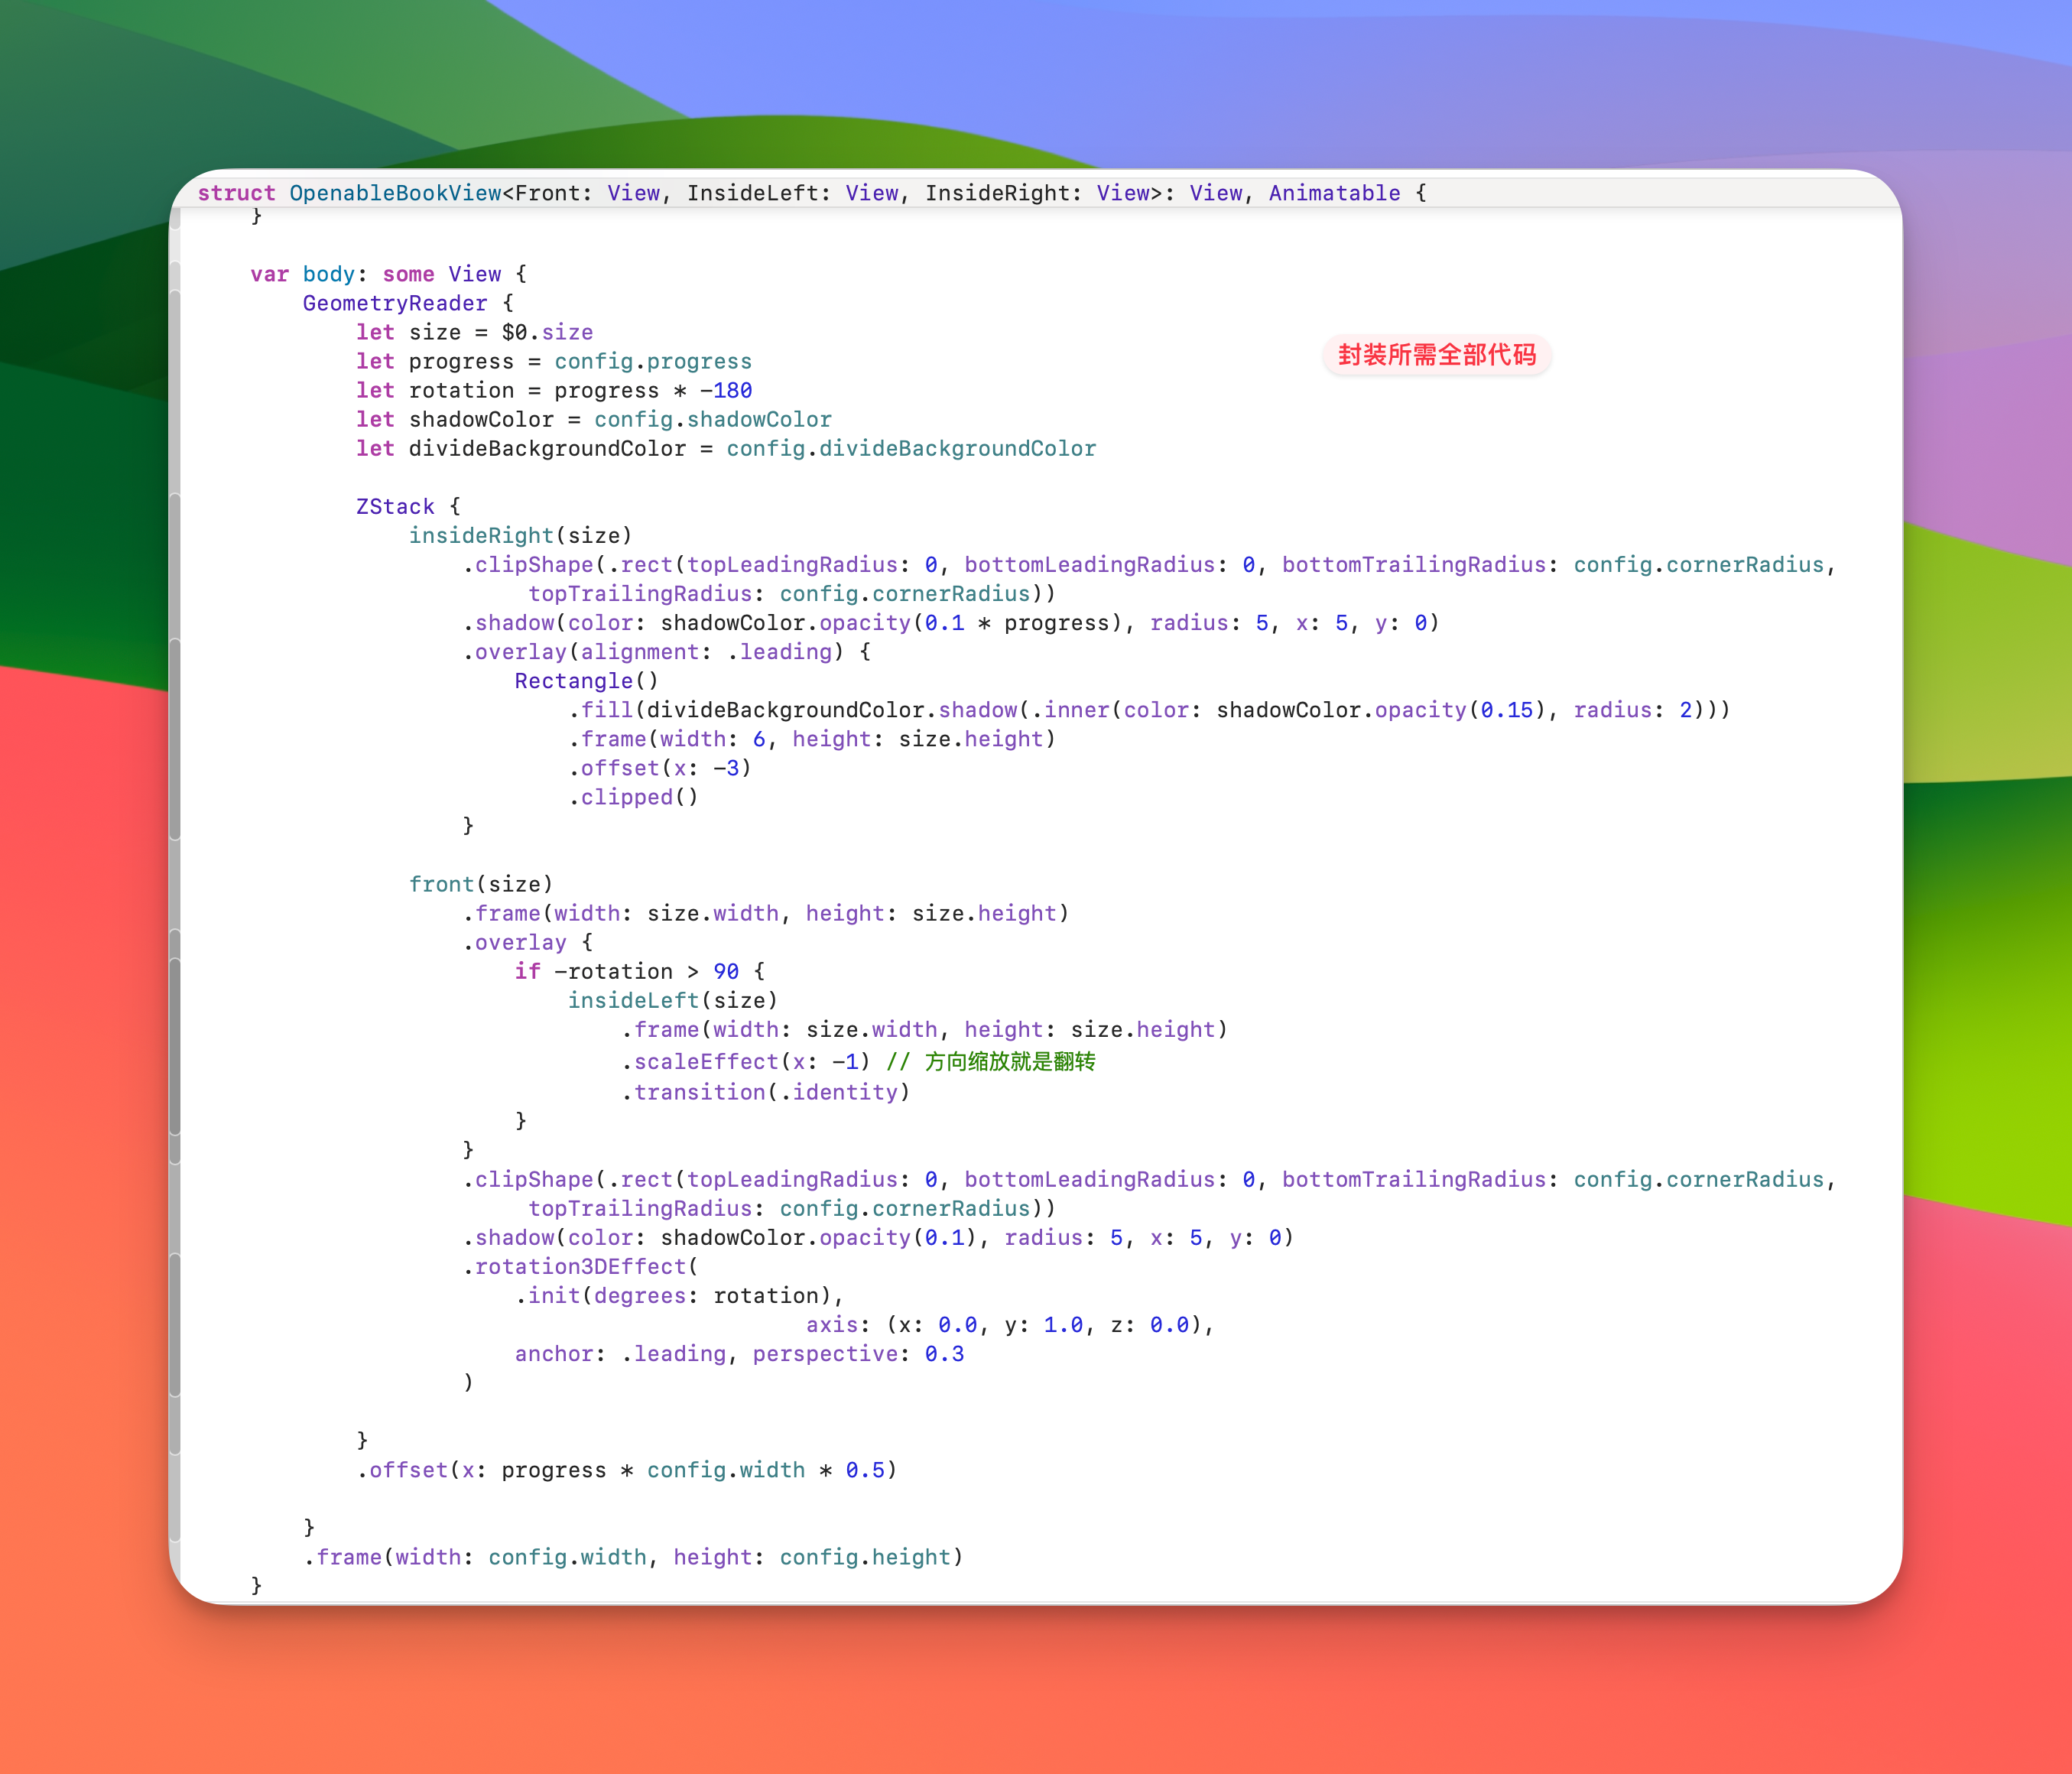 struct OpenableBookView<Front: View, InsideLeft: View, InsideRight: View>: View, Animatable {
}
var body: some View {
GeometryReader {
let size = $0.size
let progress = config.progress
封装所需全部代码
let rotation = progress * -180
let shadowColor = config.shadowColor
let divideBackgroundColor = config.divideBackgroundColor
ZStack {
insideRight(size)
.clipShape(.rect(topLeadingRadius: 0, bottomLeadingRadius: 0, bottomTrailingRadius: config.cornerRadius,
topTrailingRadius: config.cornerRadius))
.shadow(color: shadowColor.opacity(0.1 * progress), radius: 5, x: 5, y: 0)
.overlay(alignment: .leading) {
Rectangle()
.fill(divideBackgroundColor.shadow(.inner(color: shadowColor.opacity(0.15), radius: 2)))
.frame(width: 6, height: size.height)
.offset(x: -3)
.clipped()
}
front(size)
.frame(width: size.width, height: size.height)
.overlay {
if -rotation > 90 {
insideLeft(size)
.frame(width: size.width, height: size.height)
.scaleEffect(x: -1) // 方向缩放就是翻转
.transition(.identity)
}
}
.clipShape(.rect(topLeadingRadius: 0, bottomLeadingRadius: 0, bottomTrailingRadius: config.cornerRadius,
topTrailingRadius: config.cornerRadius))
.shadow(color: shadowColor.opacity(0.1), radius: 5, x: 5, y: 0)
.rotation3DEffect(
.init(degrees: rotation),
axis: (x: 0.0, y: 1.0, z: 0.0),
anchor: .leading, perspective: 0.3
)
}
.offset(x: progress * config.width * 0.5)
}
.frame(width: config.width, height: config.height)
}